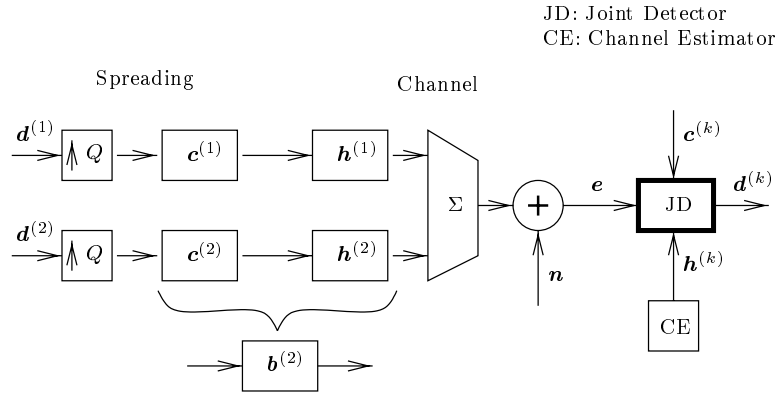 JD: Joint Detector
CE: Channel Estimator
Spreading
Channel
d(1)
Q
c(1)
h(1)
c(k)
d(2)
Q
c(2)
h(2)
Σ
+
e
JD
d(k)
n
h(k)
CE
b(2)